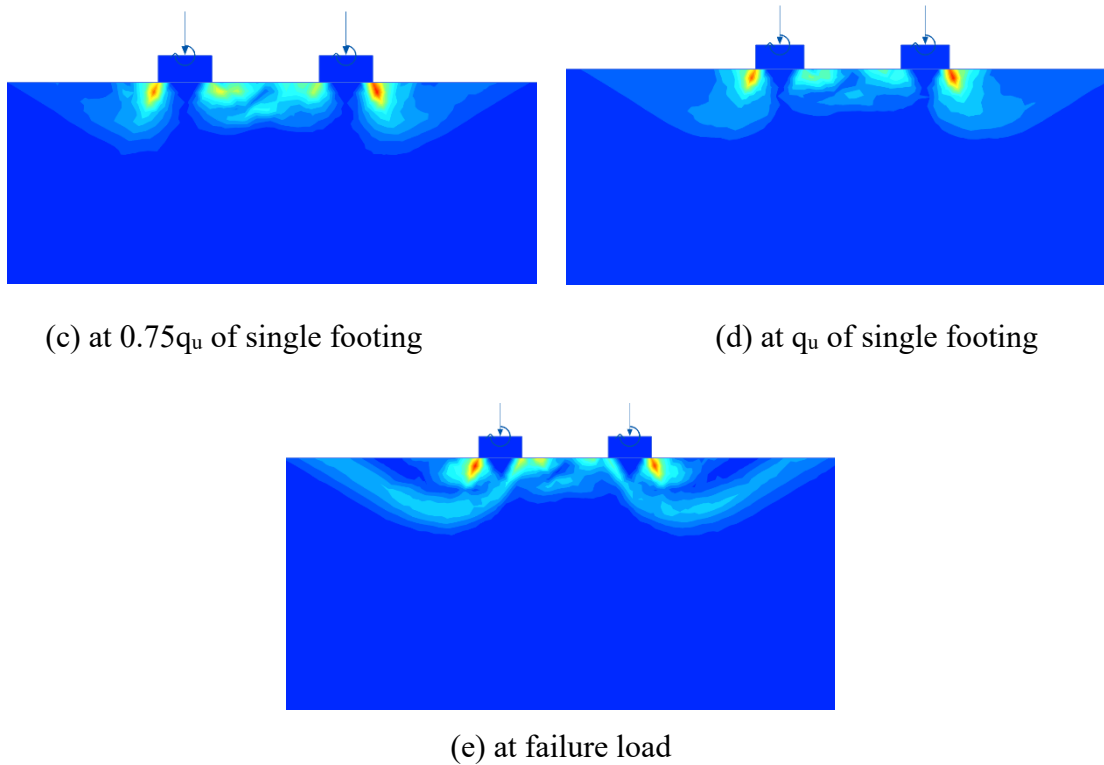 (c) at 0.75qᵤ of single footing
(d) at qᵤ of single footing
(e) at failure load